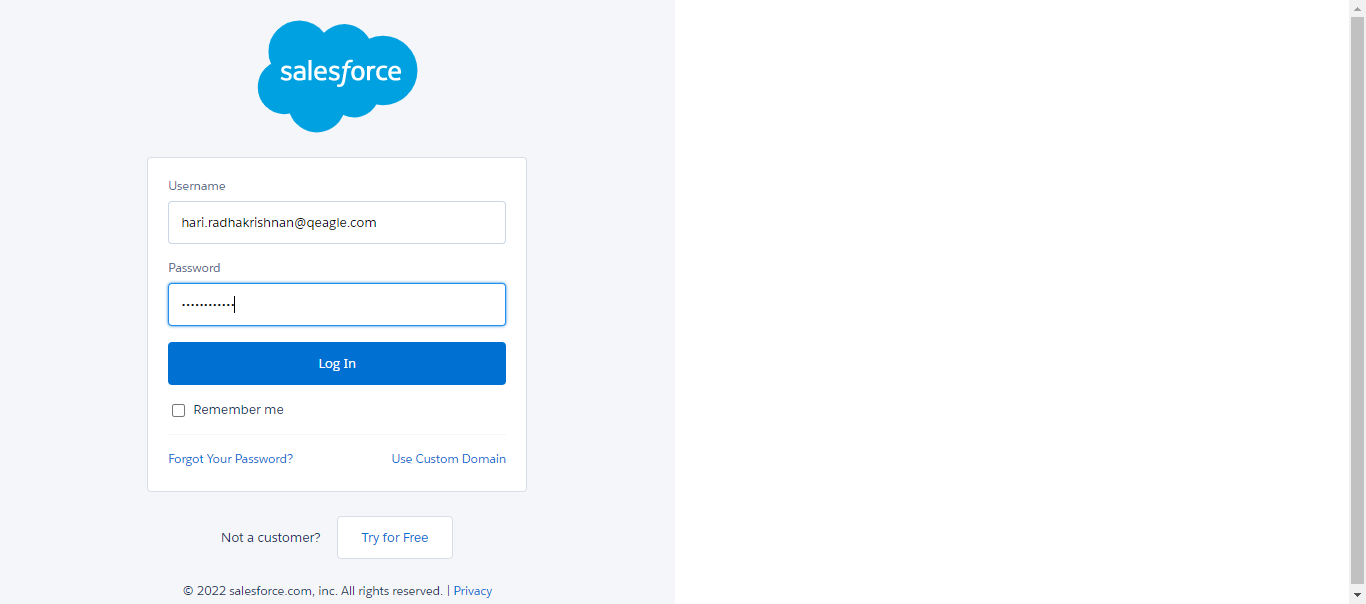 salesforce
Username
hari.radhakrishnan@qeagle.com
Password
••••••••••••
Log In
Remember me
Forgot Your Password? Use Custom Domain
Not a customer? Try for Free
© 2022 salesforce.com, inc. All rights reserved. | Privacy